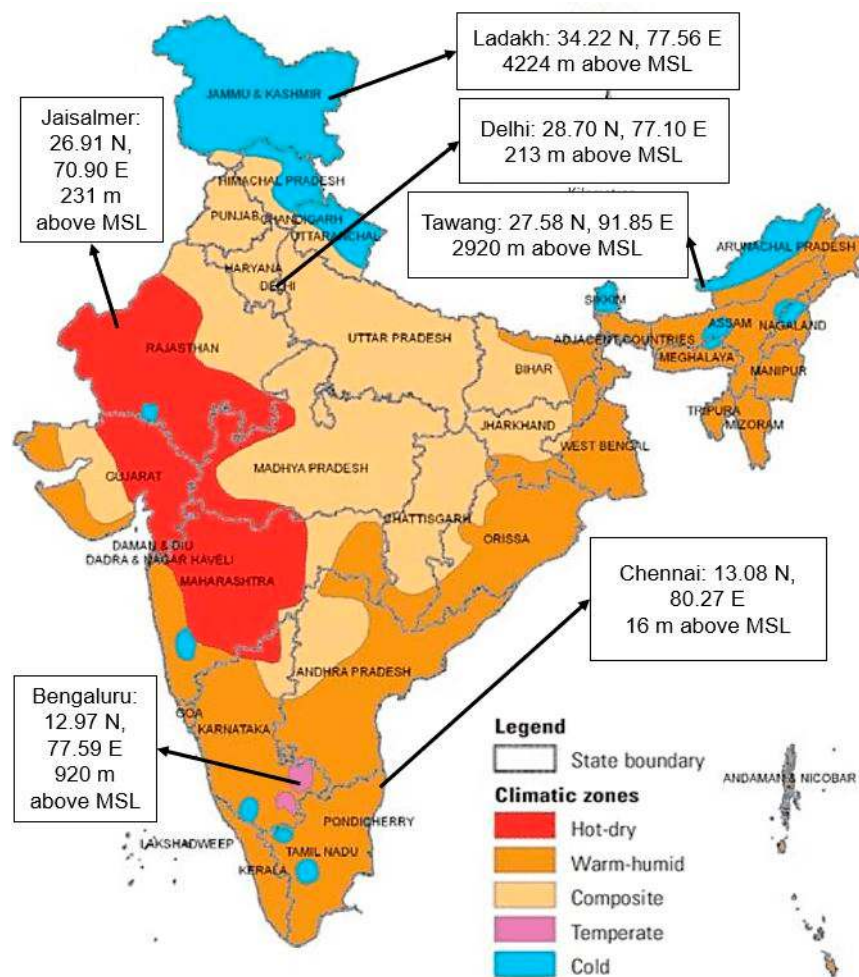 Ladakh: 34.22 N, 77.56 E
4224 m above MSL
JAMMU & KASHMIR
Jaisalmer:
26.91 N,
70.90 E
231 m
above MSL
Delhi: 28.70 N, 77.10 E
213 m above MSL
HIMACHAL PRADESH
Tawang: 27.58 N, 91.85 E
2920 m above MSL
PUNJAB
CHANDIGARH
UTTARANCHAL
ARUNACHAL PRADESH
HARYANA
DELHI
SIKKIM
RAJASTHAN
UTTAR PRADESH
ADJACENT COUNTRIES
ASSAM
NAGALAND
MEGHALAYA
BIHAR
MANIPUR
TRIPURA
MIZORAM
JHARKHAND
WEST BENGAL
GUJARAT
MADHYA PRADESH
CHATTISGARH
ORISSA
DAMAN & DIU
DADRA & NAGAR HAVELI
MAHARASHTRA
Chennai: 13.08 N,
80.27 E
16 m above MSL
ANDHRA PRADESH
Bengaluru:
12.97 N,
77.59 E
920 m
above MSL
GOA
KARNATAKA
Legend
State boundary
Climatic zones
Hot-dry
Warm-humid
Composite
Temperate
Cold
ANDAMAN & NICOBAR
PONDICHERRY
LAKSHADWEEP
TAMIL NADU
KERALA